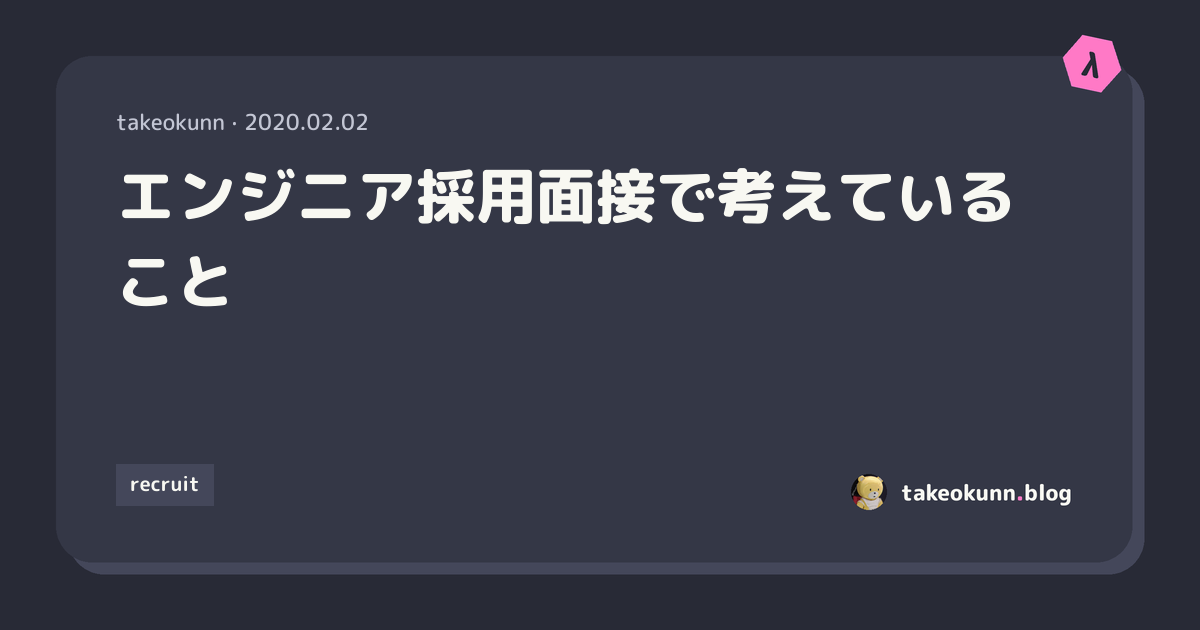 takeokunn · 2020.02.02
エンジニア採用面接で考えている
こと
recruit
takeokunn.blog
λ